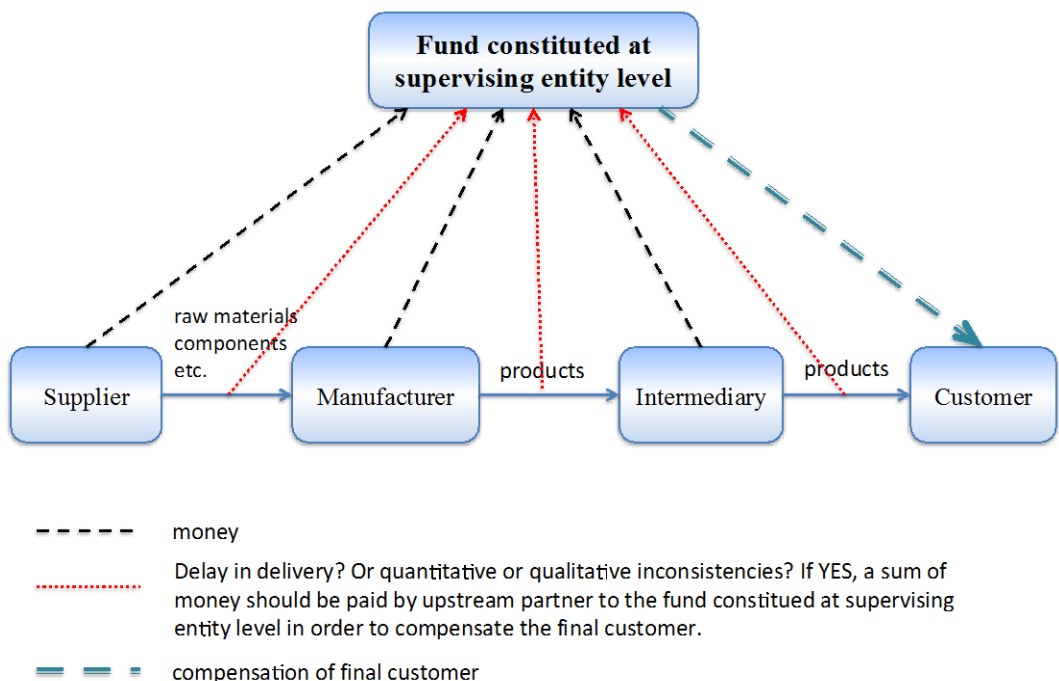 Fund constituted at
supervising entity level
raw materials
components
etc.
products
products
Supplier
Manufacturer
Intermediary
Customer
money
Delay in delivery? Or quantitative or qualitative inconsistencies? If YES, a sum of
money should be paid by upstream partner to the fund constitued at supervising
entity level in order to compensate the final customer.
compensation of final customer